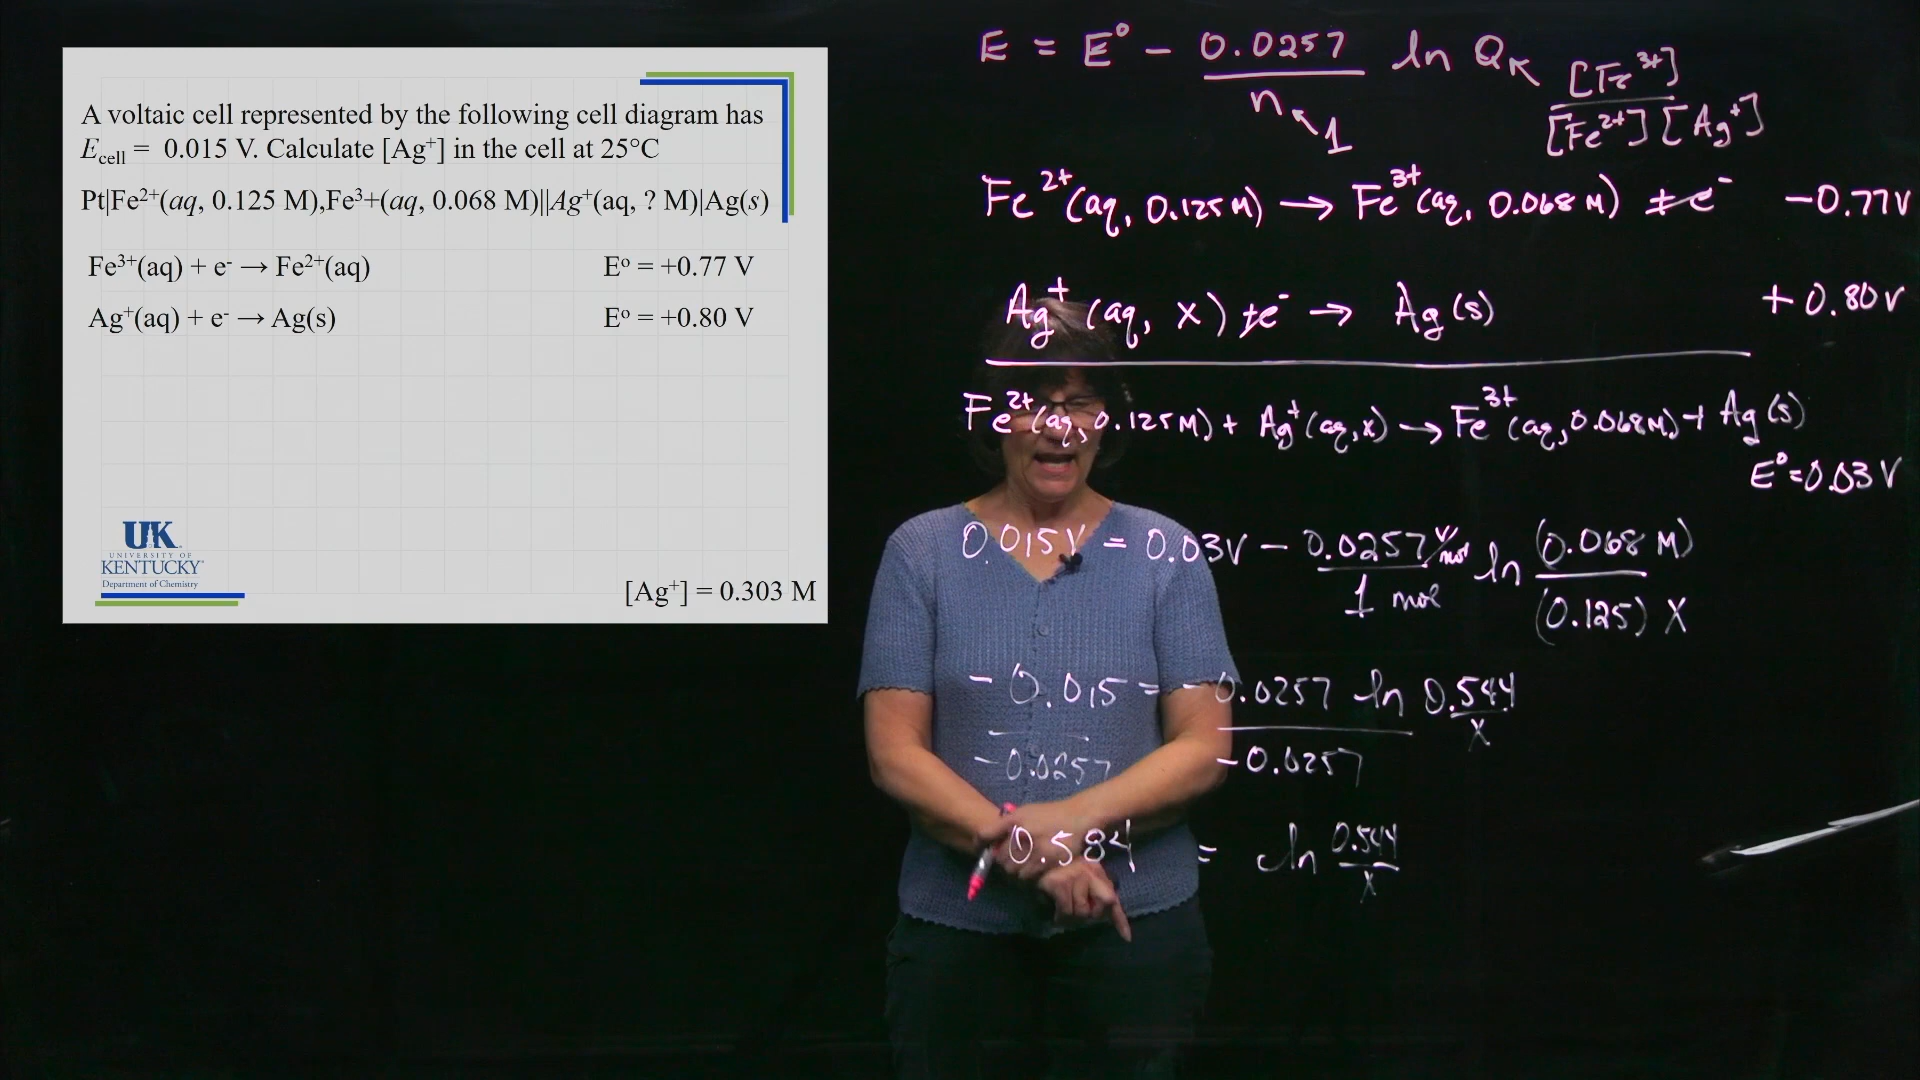 A voltaic cell represented by the following cell diagram has
E_cell = 0.015 V. Calculate [Ag⁺] in the cell at 25°C
Pt|Fe²⁺(aq, 0.125 M),Fe³+(aq, 0.068 M)||Ag⁺(aq, ? M)|Ag(s)
Fe³⁺(aq) + e⁻ → Fe²⁺(aq) Eº = +0.77 V
Ag⁺(aq) + e⁻ → Ag(s) Eº = +0.80 V
UK
UNIVERSITY OF
KENTUCKY
Department of Chemistry
[Ag⁺] = 0.303 M
E = E° − 0.0257/n ln Q_K [Fe³⁺]/[Fe²⁺][Ag⁺]
1
Fe²⁺(aq, 0.125 M) → Fe³⁺(aq, 0.068 M) + e⁻ −0.77V
Ag⁺(aq, x) + e⁻ → Ag(s) +0.80V
Fe²⁺(aq, 0.125M) + Ag⁺(aq,x) → Fe³⁺(aq,0.068M) + Ag(s)
E°=0.03V
0.015V = 0.03V − 0.0257 V/mol / 1 mol ln (0.068 M)/(0.125) X
−0.015/−0.0257 = −0.0257 ln 0.544/x / −0.0257
0.584 = ln 0.544/x